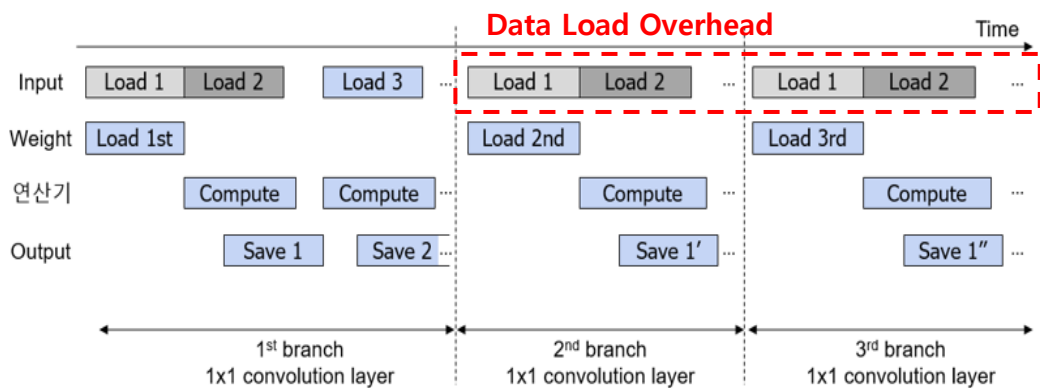 Data Load Overhead
Time
Input Load 1 Load 2 Load 3 ... Load 1 Load 2 ... Load 1 Load 2 ...
Weight Load 1st Load 2nd Load 3rd
연산기 Compute Compute ... Compute ... Compute ...
Output Save 1 Save 2 ... Save 1′ ... Save 1″ ...
1st branch 2nd branch 3rd branch
1x1 convolution layer 1x1 convolution layer 1x1 convolution layer